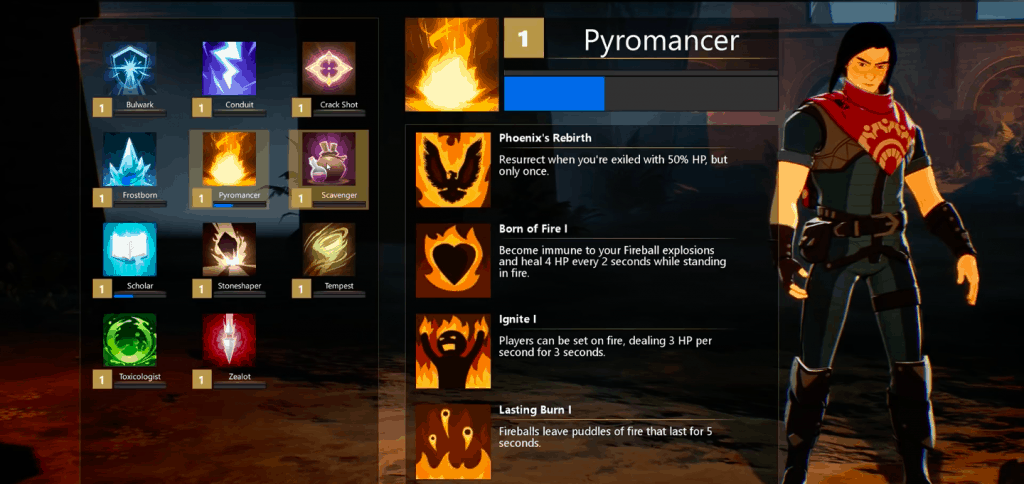 Bulwark
Conduit
Crack Shot
1
1
1
Frostborn
Pyromancer
Scavenger
1
1
1
Scholar
Stoneshaper
Tempest
1
1
1
Toxicologist
Zealot
1
1
1
Pyromancer
Phoenix's Rebirth
Resurrect when you're exiled with 50% HP, but
only once.
Born of Fire I
Become immune to your Fireball explosions
and heal 4 HP every 2 seconds while standing
in fire.
Ignite I
Players can be set on fire, dealing 3 HP per
second for 3 seconds.
Lasting Burn I
Fireballs leave puddles of fire that last for 5
seconds.